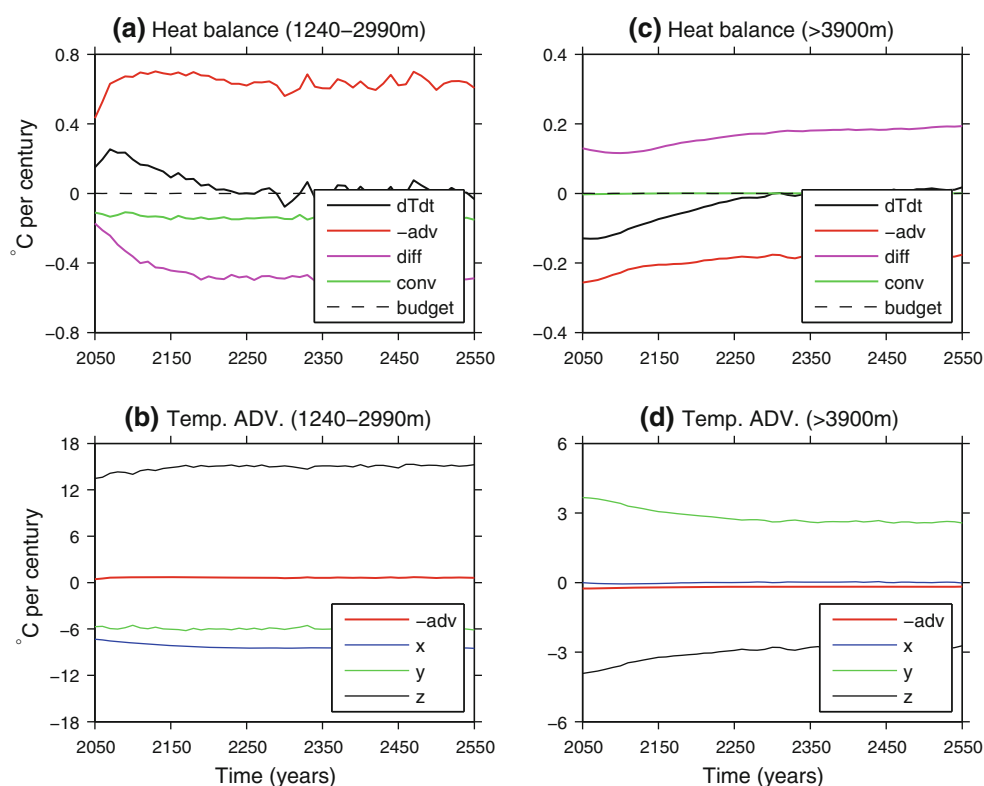 (a) Heat balance (1240−2990m)
0.8
0.4
0
−0.4
−0.8
°C per century
2050 2150 2250 2350 2450 2550
dTdt
−adv
diff
conv
budget
(c) Heat balance (>3900m)
0.4
0.2
0
−0.2
−0.4
2050 2150 2250 2350 2450 2550
dTdt
−adv
diff
conv
budget
(b) Temp. ADV. (1240−2990m)
18
12
6
0
−6
−12
−18
°C per century
2050 2150 2250 2350 2450 2550
Time (years)
−adv
x
y
z
(d) Temp. ADV. (>3900m)
6
3
0
−3
−6
2050 2150 2250 2350 2450 2550
Time (years)
−adv
x
y
z